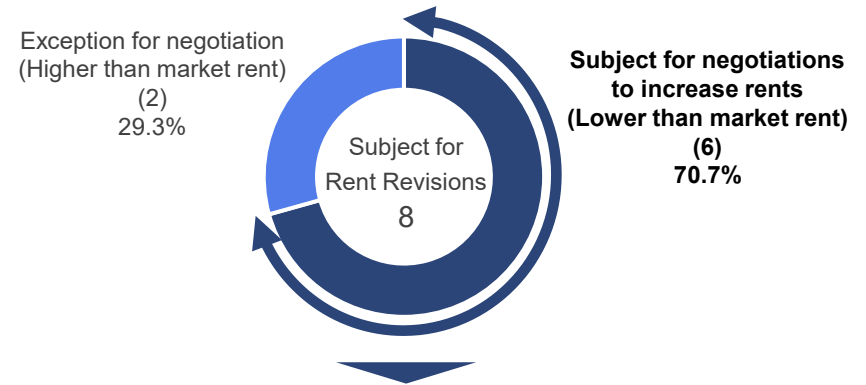 Exception for negotiation
(Higher than market rent)
(2)
29.3%
Subject for
Rent Revisions
8
Subject for negotiations
to increase rents
(Lower than market rent)
(6)
70.7%